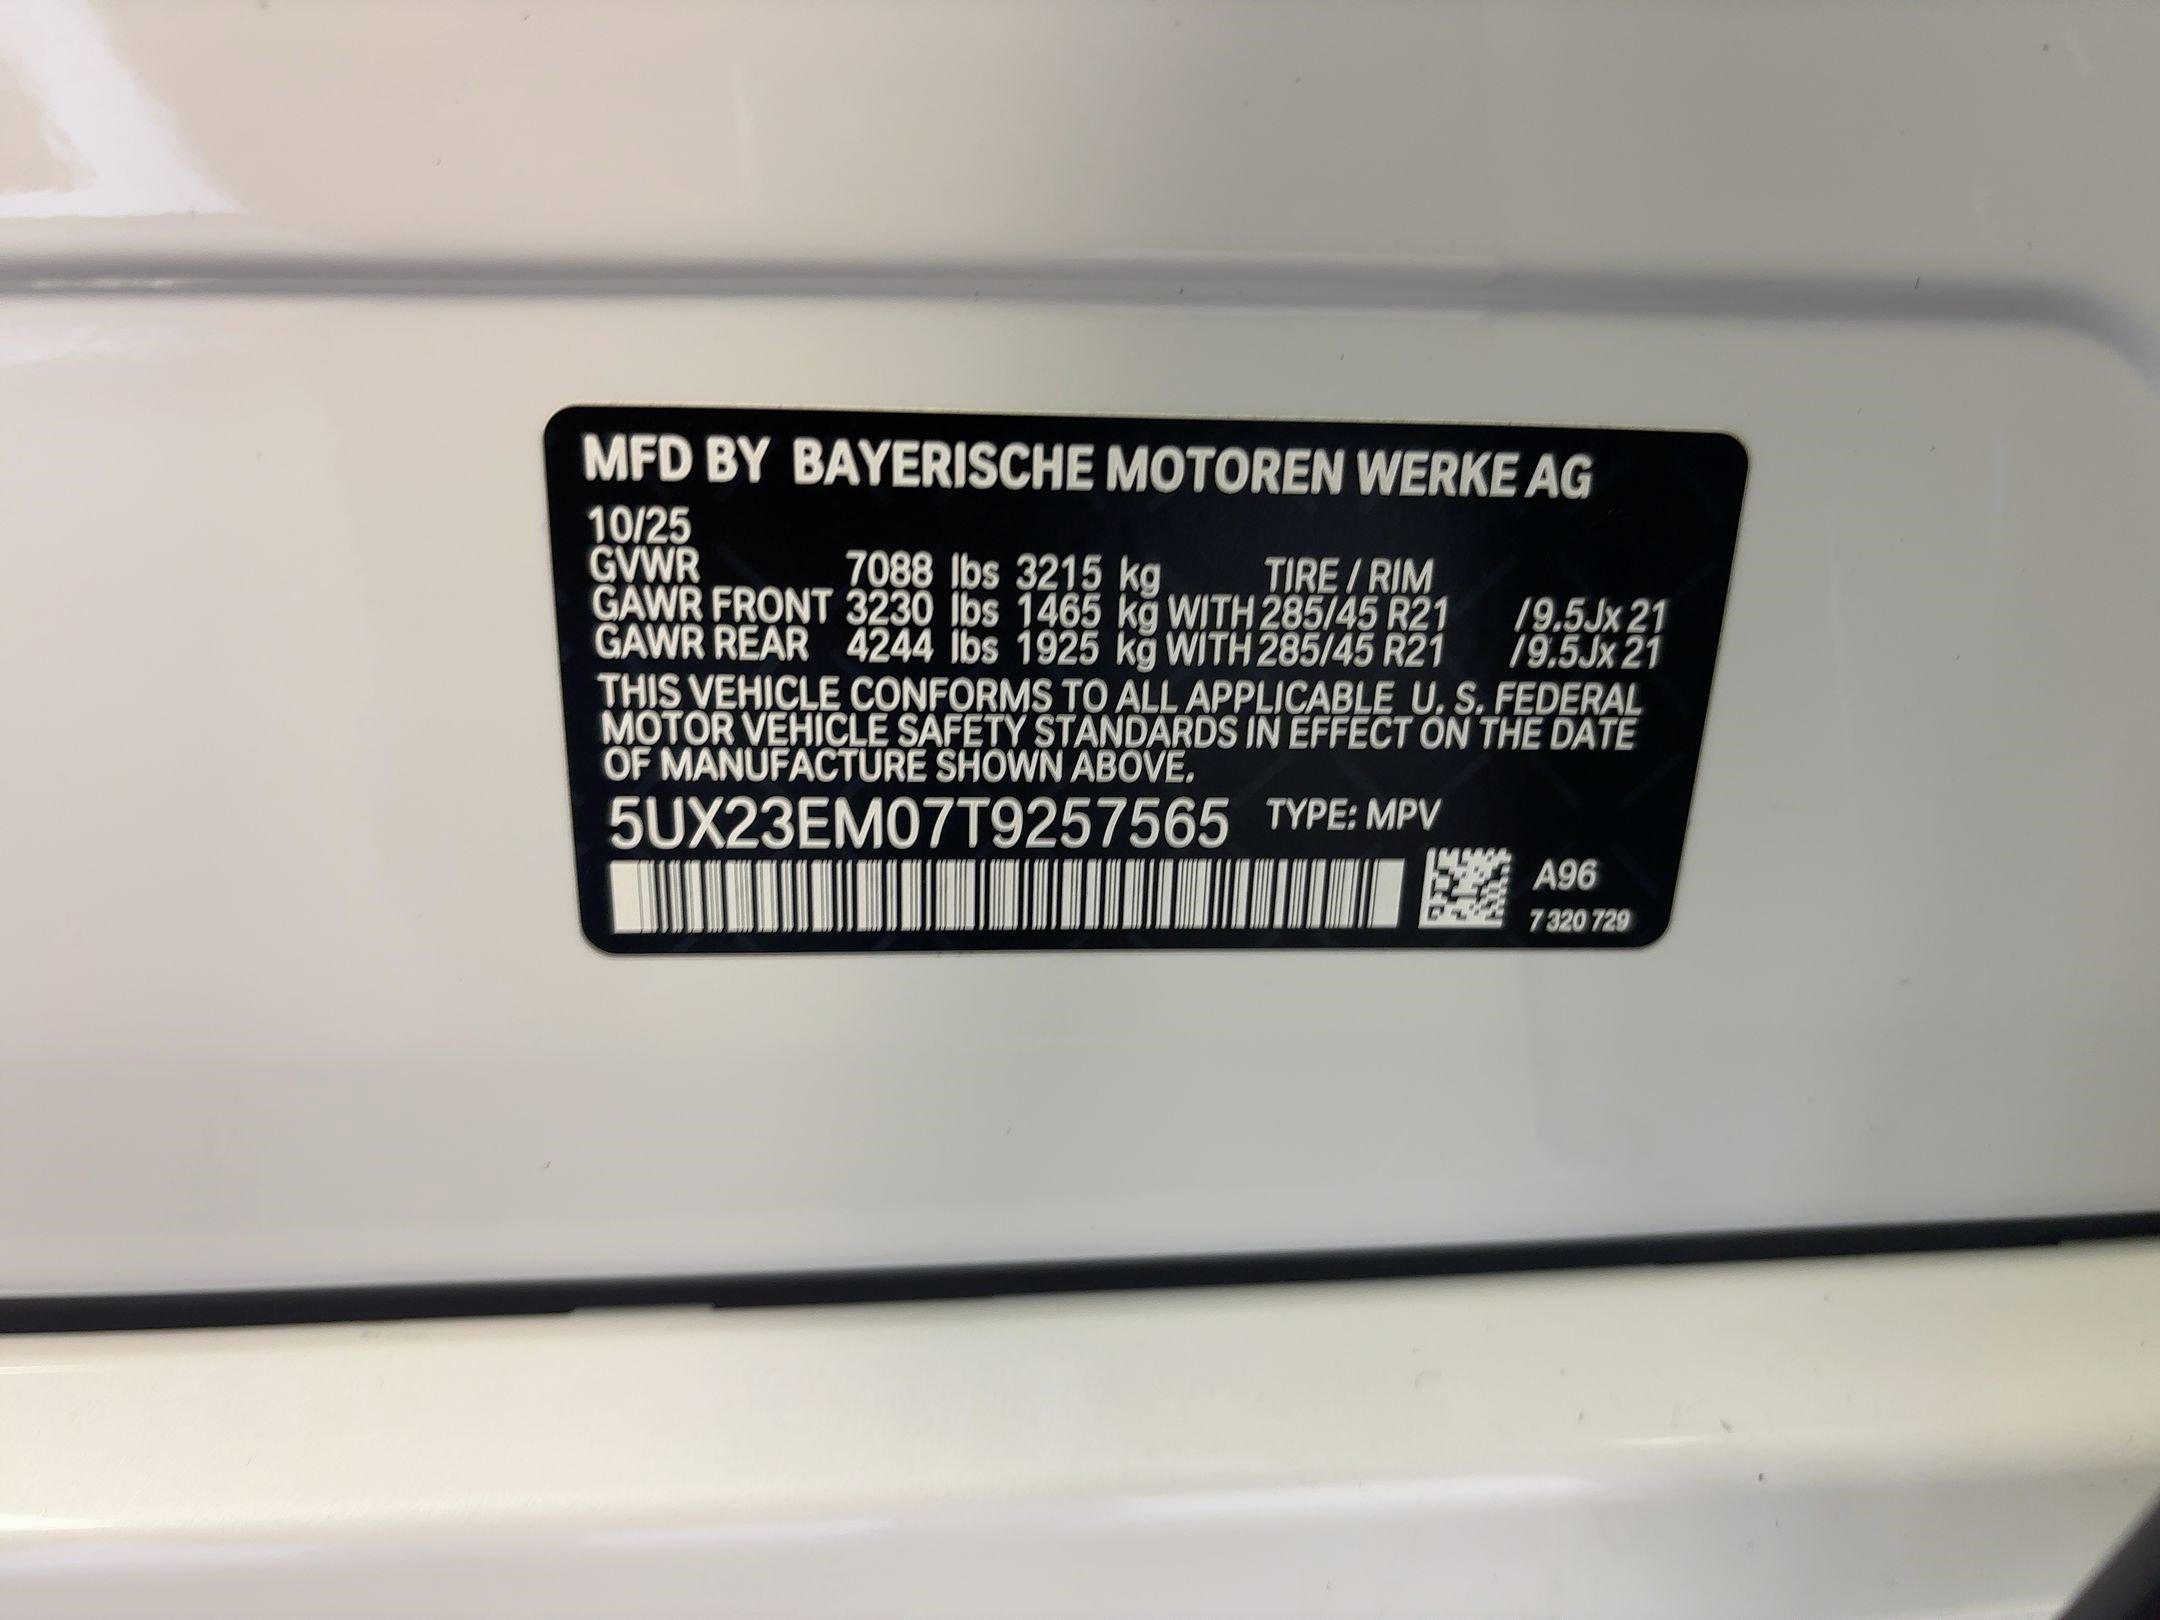 MFD BY BAYERISCHE MOTOREN WERKE AG
10/25
GVWR 7088 lbs 3215 kg TIRE / RIM
GAWR FRONT 3230 lbs 1465 kg WITH 285/45 R21 /9.5Jx 21
GAWR REAR 4244 lbs 1925 kg WITH 285/45 R21 /9.5Jx 21
THIS VEHICLE CONFORMS TO ALL APPLICABLE U. S. FEDERAL
MOTOR VEHICLE SAFETY STANDARDS IN EFFECT ON THE DATE
OF MANUFACTURE SHOWN ABOVE.
5UX23EM07T9257565 TYPE: MPV
A96
7 320 729